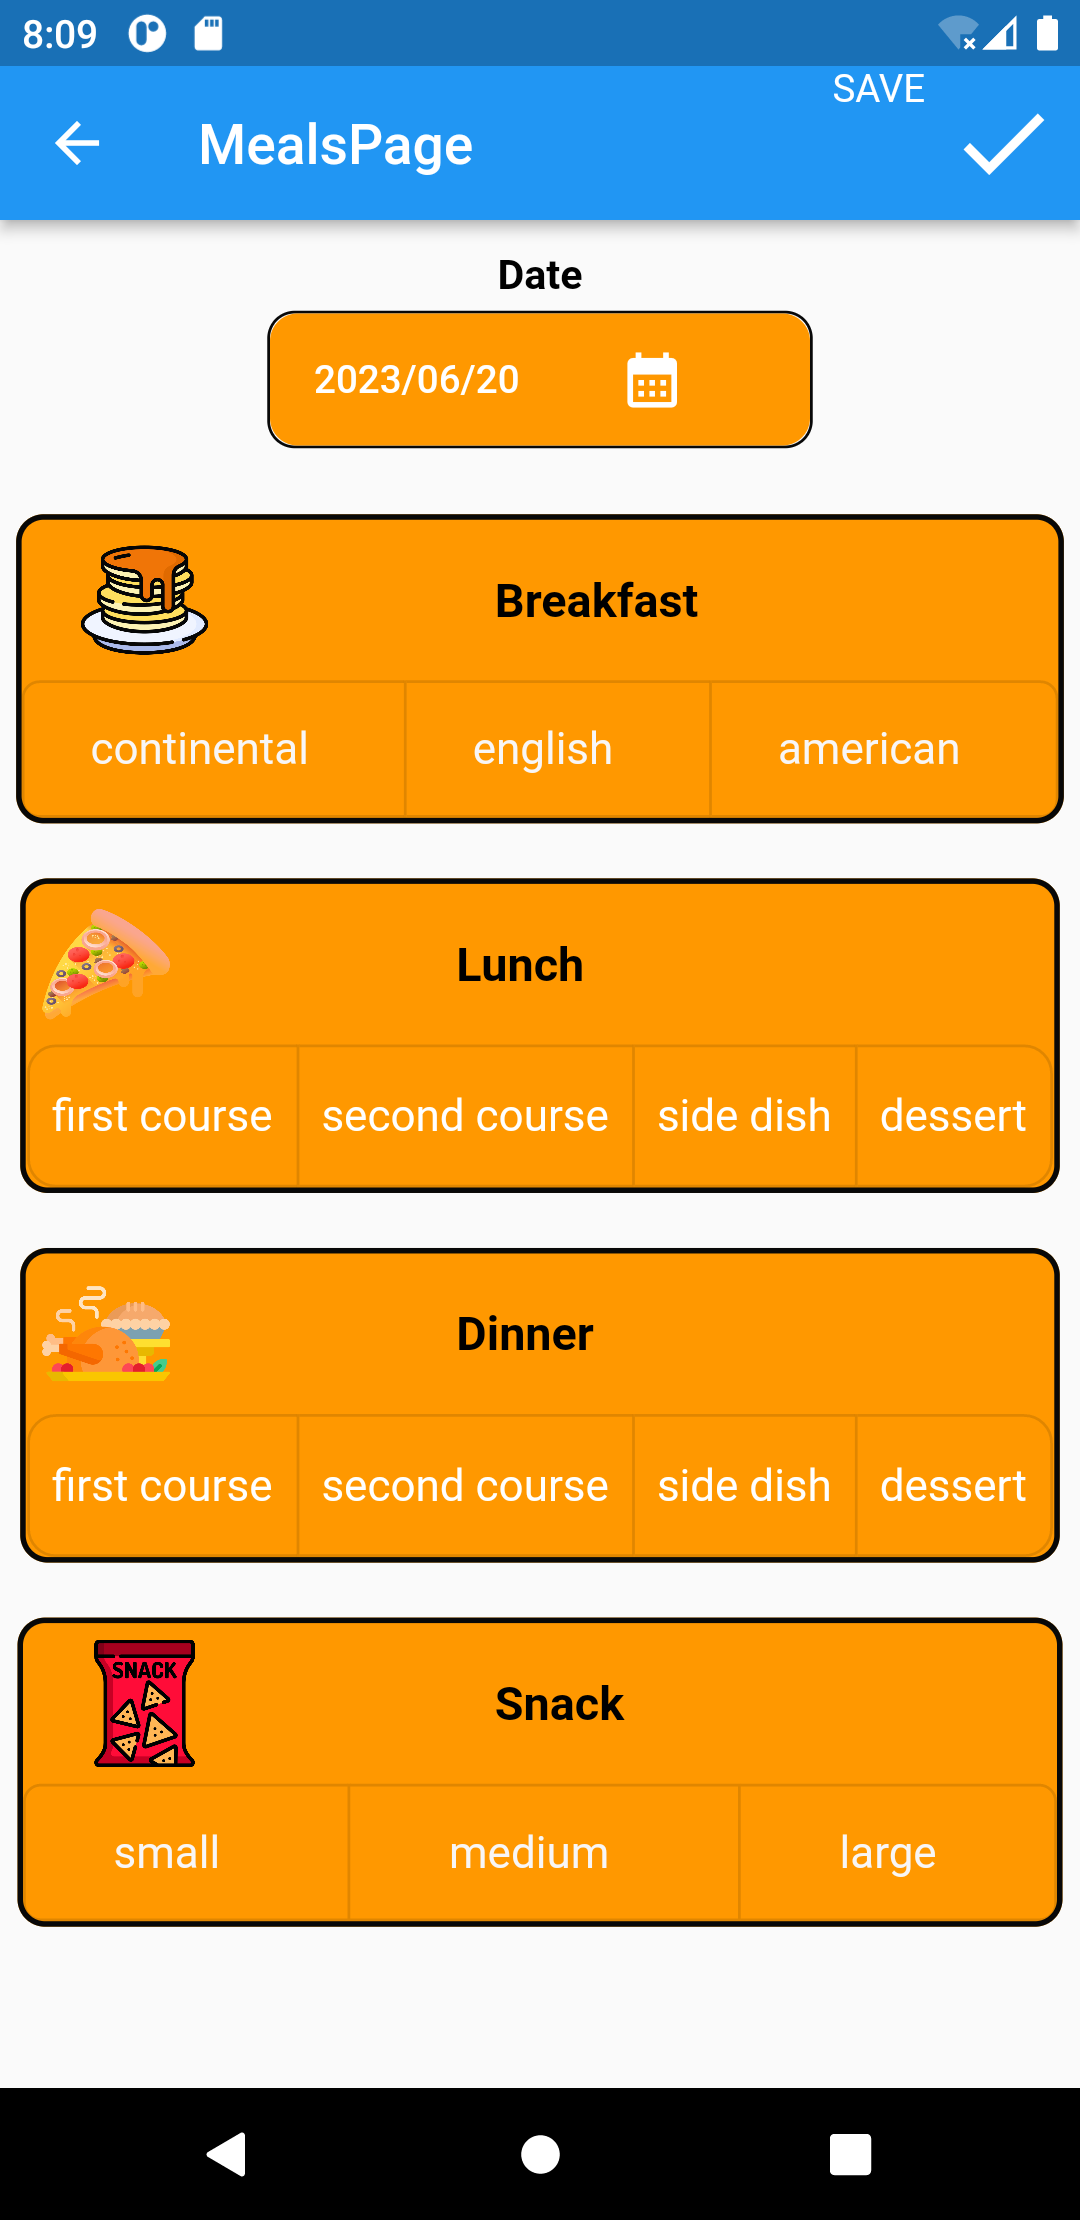 8:09
SAVE
MealsPage
Date
2023/06/20
Breakfast
continental english american
Lunch
first course second course side dish dessert
Dinner
first course second course side dish dessert
SNACK
Snack
small medium large